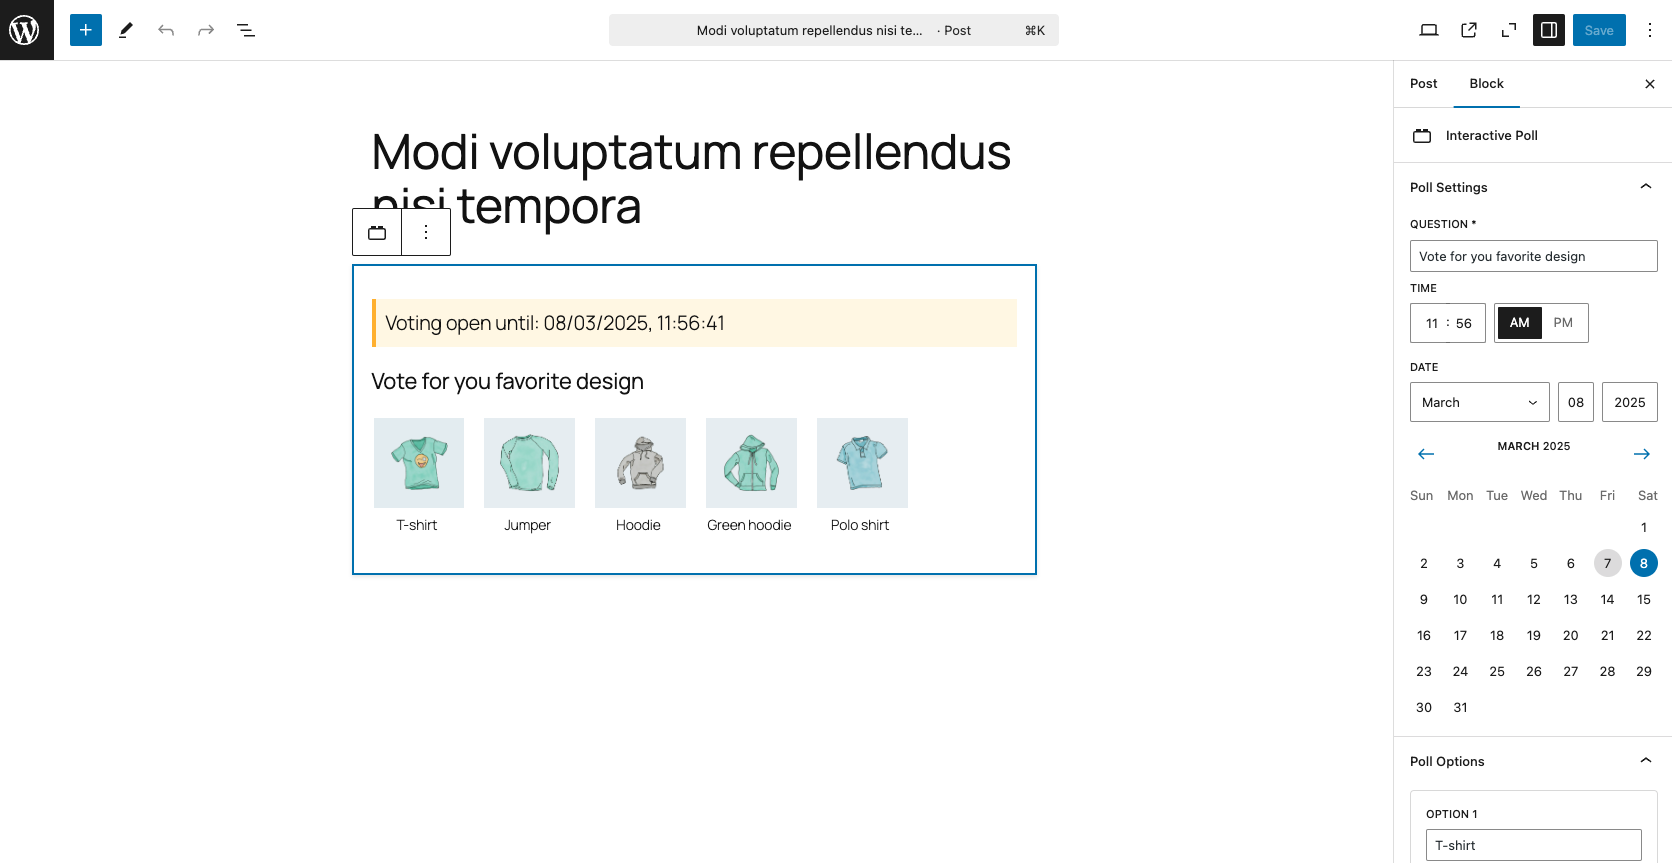 Modi voluptatum repellendus nisi te... · Post ⌘K
Save
Post Block
Interactive Poll
Modi voluptatum repellendus
nisi tempora
Poll Settings
QUESTION *
Vote for you favorite design
TIME
11 : 56 AM PM
DATE
March 08 2025
MARCH 2025
Sun Mon Tue Wed Thu Fri Sat
1
2 3 4 5 6 7 8
9 10 11 12 13 14 15
16 17 18 19 20 21 22
23 24 25 26 27 28 29
30 31
Poll Options
OPTION 1
T-shirt
Voting open until: 08/03/2025, 11:56:41
Vote for you favorite design
T-shirt Jumper Hoodie Green hoodie Polo shirt